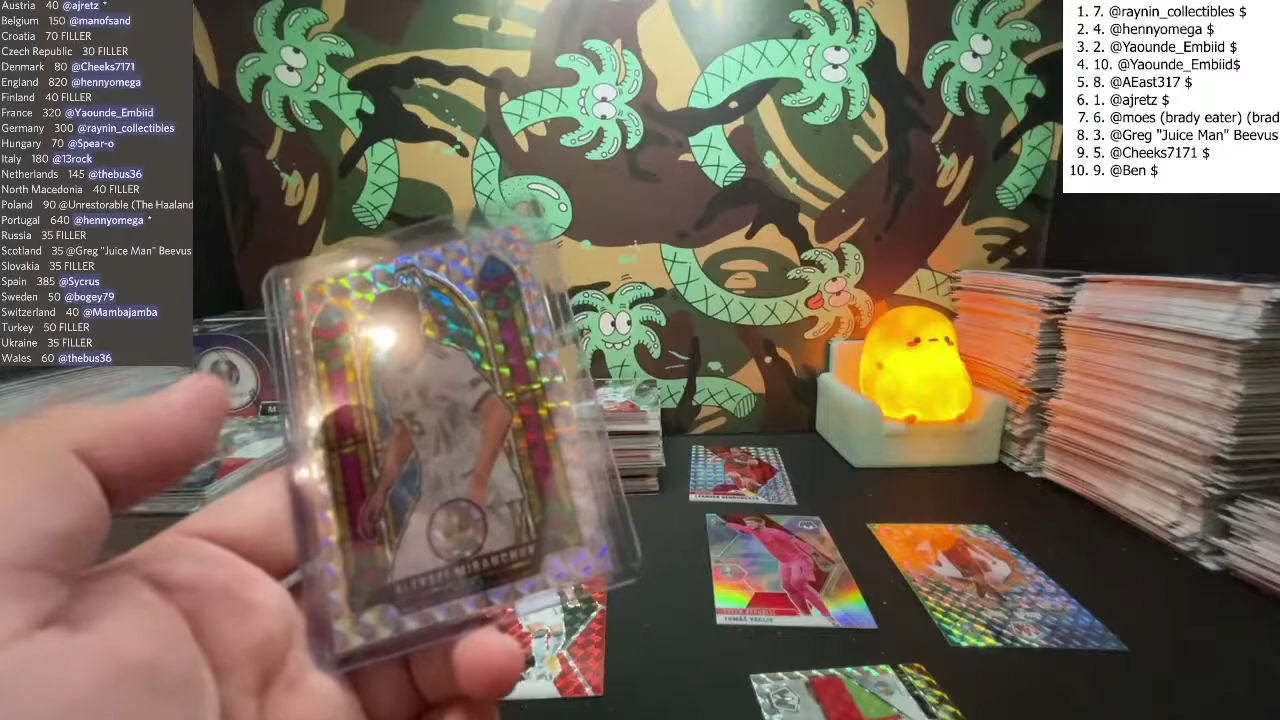 Austria 40 @ajretz *
Belgium 150 @manofsand
Croatia 70 FILLER
Czech Republic 30 FILLER
Denmark 80 @Cheeks7171
England 820 @hennyomega
Finland 40 FILLER
France 320 @Yaounde_Embiid
Germany 300 @raynin_collectibles
Hungary 70 @Spear-o
Italy 180 @13rock
Netherlands 145 @thebus36
North Macedonia 40 FILLER
Poland 90 @Unrestorable (The Haaland
Portugal 640 @hennyomega *
Russia 35 FILLER
Scotland 35 @Greg "Juice Man" Beevus
Slovakia 35 FILLER
Spain 385 @Sycrus
Sweden 50 @bogey79
Switzerland 40 @Mambajamba
Turkey 50 FILLER
Ukraine 35 FILLER
Wales 60 @thebus36
1. 7. @raynin_collectibles $
2. 4. @hennyomega $
3. 2. @Yaounde_Embiid $
4. 10. @Yaounde_Embiid$
5. 8. @AEast317 $
6. 1. @ajretz $
7. 6. @moes (brady eater) (brad
8. 3. @Greg "Juice Man" Beevus
9. 5. @Cheeks7171 $
10. 9. @Ben $
ALEKSEI MIRANCHUK
CZECH REPUBLIC
TOMÁŠ VACLÍK